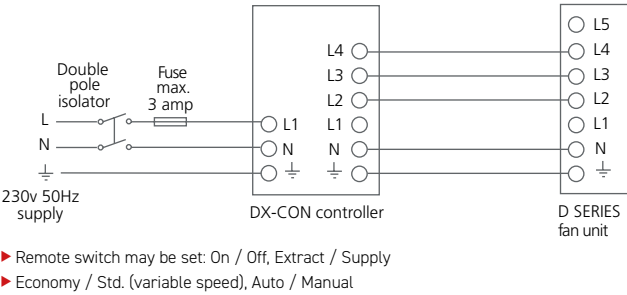 L5
L4
L4
Double
pole
isolator
Fuse
max.
3 amp
L3
L3
L2
L2
L
L1
L1
L1
N
N
N
N
230v 50Hz
supply
DX-CON controller
D SERIES
fan unit
Remote switch may be set: On / Off, Extract / Supply
Economy / Std. (variable speed), Auto / Manual